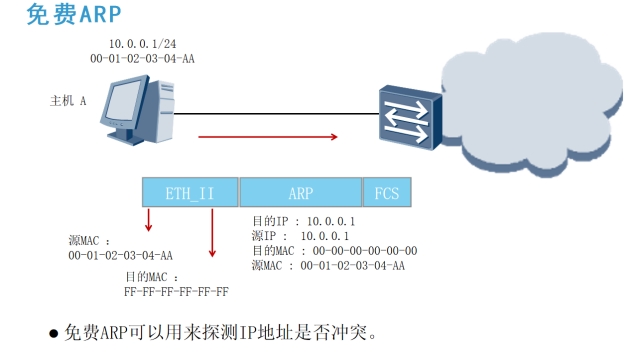 免费ARP
10.0.0.1/24
00-01-02-03-04-AA
主机 A
ETH_II ARP FCS
目的IP : 10.0.0.1
源IP : 10.0.0.1
目的MAC : 00-00-00-00-00-00
源MAC : 00-01-02-03-04-AA
源MAC :
00-01-02-03-04-AA
目的MAC :
FF-FF-FF-FF-FF-FF
● 免费ARP可以用来探测IP地址是否冲突。